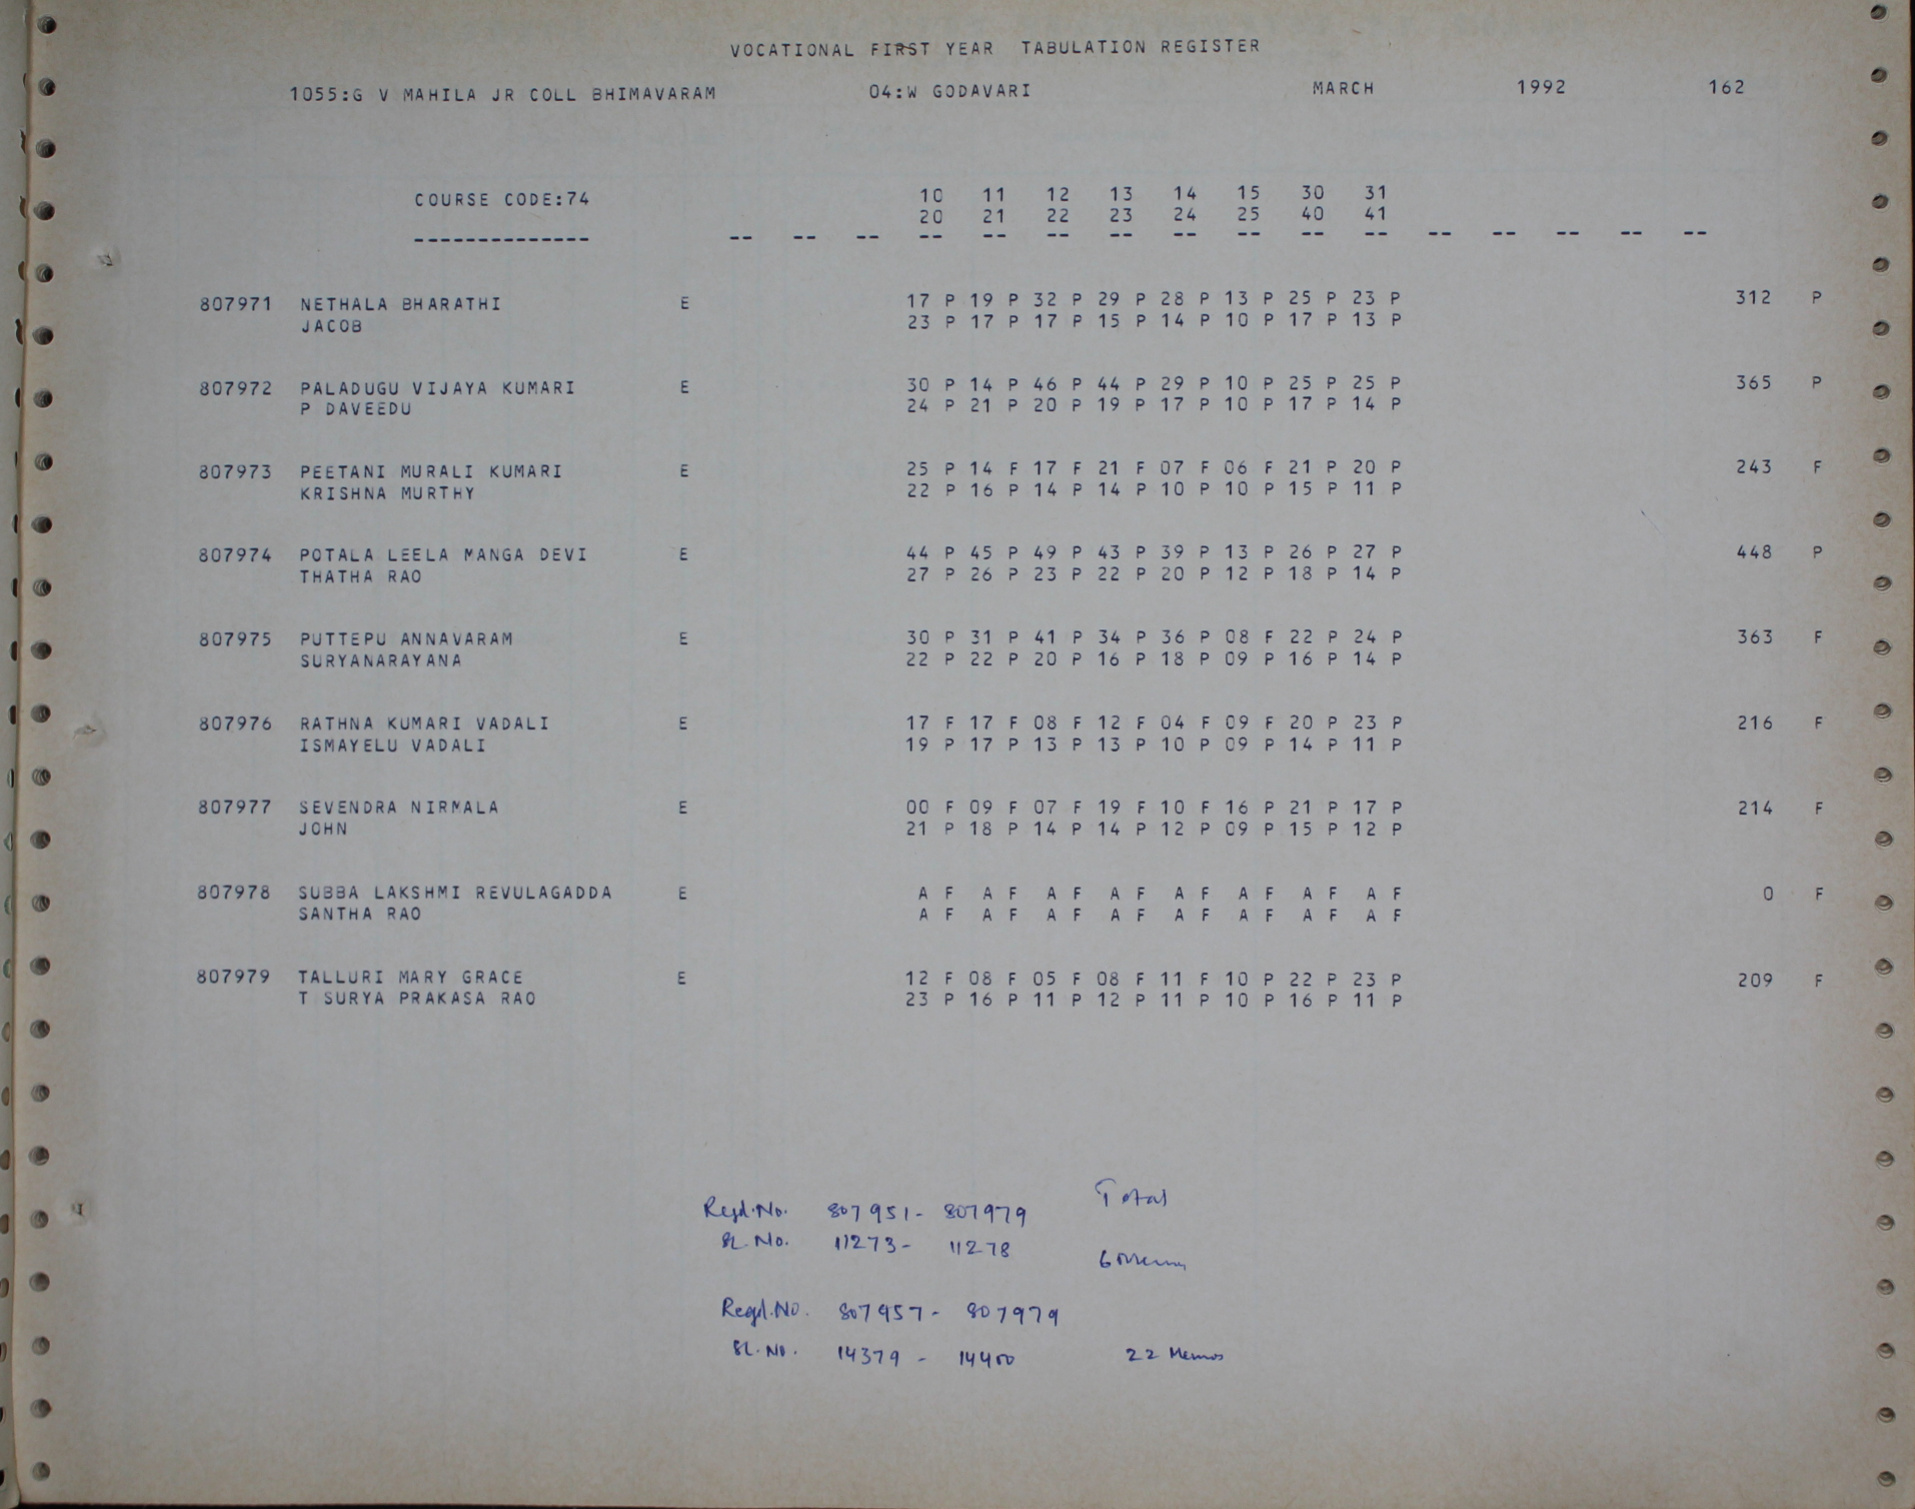 VOCATIONAL FIRST YEAR TABULATION REGISTER
1055:G V MAHILA JR COLL BHIMAVARAM 04:W GODAVARI MARCH 1992 162
COURSE CODE:74 10 11 12 13 14 15 30 31
20 21 22 23 24 25 40 41
-------------- -- -- -- -- -- -- -- -- -- -- -- -- -- -- -- --
807971 NETHALA BHARATHI E 17 P 19 P 32 P 29 P 28 P 13 P 25 P 23 P 312 P
JACOB 23 P 17 P 17 P 15 P 14 P 10 P 17 P 13 P
807972 PALADUGU VIJAYA KUMARI E 30 P 14 P 46 P 44 P 29 P 10 P 25 P 25 P 365 P
P DAVEEDU 24 P 21 P 20 P 19 P 17 P 10 P 17 P 14 P
807973 PEETANI MURALI KUMARI E 25 P 14 F 17 F 21 F 07 F 06 F 21 P 20 P 243 F
KRISHNA MURTHY 22 P 16 P 14 P 14 P 10 P 10 P 15 P 11 P
807974 POTALA LEELA MANGA DEVI E 44 P 45 P 49 P 43 P 39 P 13 P 26 P 27 P 448 P
THATHA RAO 27 P 26 P 23 P 22 P 20 P 12 P 18 P 14 P
807975 PUTTEPU ANNAVARAM E 30 P 31 P 41 P 34 P 36 P 08 F 22 P 24 P 363 F
SURYANARAYANA 22 P 22 P 20 P 16 P 18 P 09 P 16 P 14 P
807976 RATHNA KUMARI VADALI E 17 F 17 F 08 F 12 F 04 F 09 F 20 P 23 P 216 F
ISMAYELU VADALI 19 P 17 P 13 P 13 P 10 P 09 P 14 P 11 P
807977 SEVENDRA NIRMALA E 00 F 09 F 07 F 19 F 10 F 16 P 21 P 17 P 214 F
JOHN 21 P 18 P 14 P 14 P 12 P 09 P 15 P 12 P
807978 SUBBA LAKSHMI REVULAGADDA E A F A F A F A F A F A F A F A F 0 F
SANTHA RAO A F A F A F A F A F A F A F A F
807979 TALLURI MARY GRACE E 12 F 08 F 05 F 08 F 11 F 10 P 22 P 23 P 209 F
T SURYA PRAKASA RAO 23 P 16 P 11 P 12 P 11 P 10 P 16 P 11 P
Regd.No. 807951- 807979 Total
SL.No. 11273- 11278 6
Regd.No. 807957- 807979
SL.No. 14379 - 14400 22 Memos